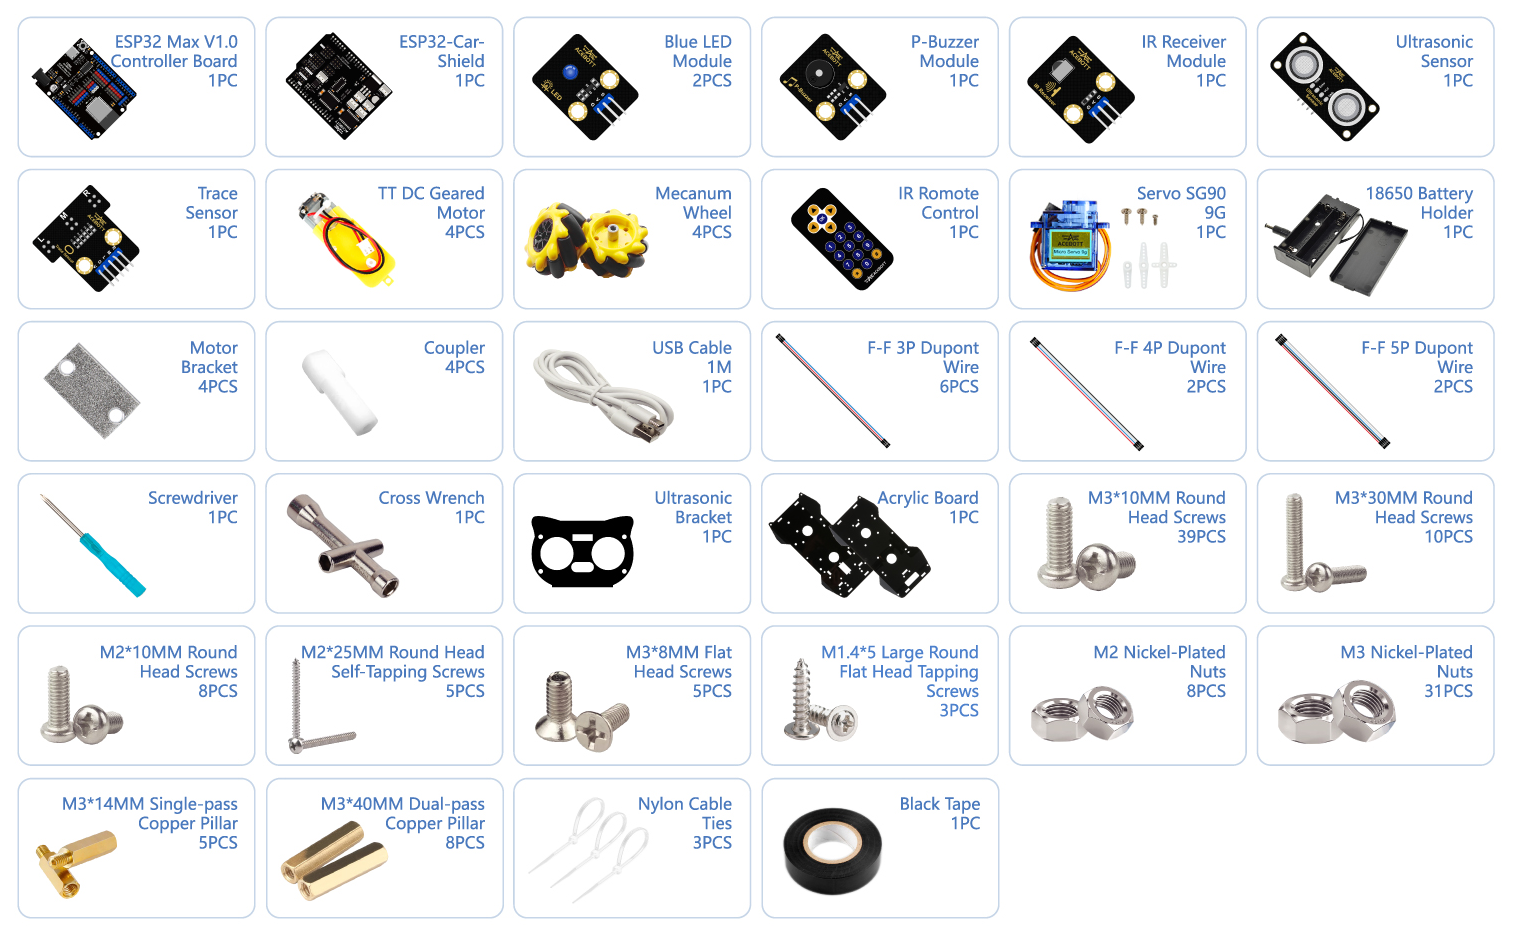 ESP32 Max V1.0
Controller Board
1PC
ESP32-Car-
Shield
1PC
Blue LED
Module
2PCS
LED
P-Buzzer
Module
1PC
P-Buzzer
IR Receiver
Module
1PC
IR Receiver
Ultrasonic
Sensor
1PC
Trace
Sensor
1PC
R
M
L
TT DC Geared
Motor
4PCS
Mecanum
Wheel
4PCS
IR Romote
Control
1PC
Servo SG90
9G
1PC
ACEBOTT
Micro Servo 9g
18650 Battery
Holder
1PC
Motor
Bracket
4PCS
Coupler
4PCS
USB Cable
1M
1PC
F-F 3P Dupont
Wire
6PCS
F-F 4P Dupont
Wire
2PCS
F-F 5P Dupont
Wire
2PCS
Screwdriver
1PC
Cross Wrench
1PC
Ultrasonic
Bracket
1PC
Acrylic Board
1PC
M3*10MM Round
Head Screws
39PCS
M3*30MM Round
Head Screws
10PCS
M2*10MM Round
Head Screws
8PCS
M2*25MM Round Head
Self-Tapping Screws
5PCS
M3*8MM Flat
Head Screws
5PCS
M1.4*5 Large Round
Flat Head Tapping
Screws
3PCS
M2 Nickel-Plated
Nuts
8PCS
M3 Nickel-Plated
Nuts
31PCS
M3*14MM Single-pass
Copper Pillar
5PCS
M3*40MM Dual-pass
Copper Pillar
8PCS
Nylon Cable
Ties
3PCS
Black Tape
1PC